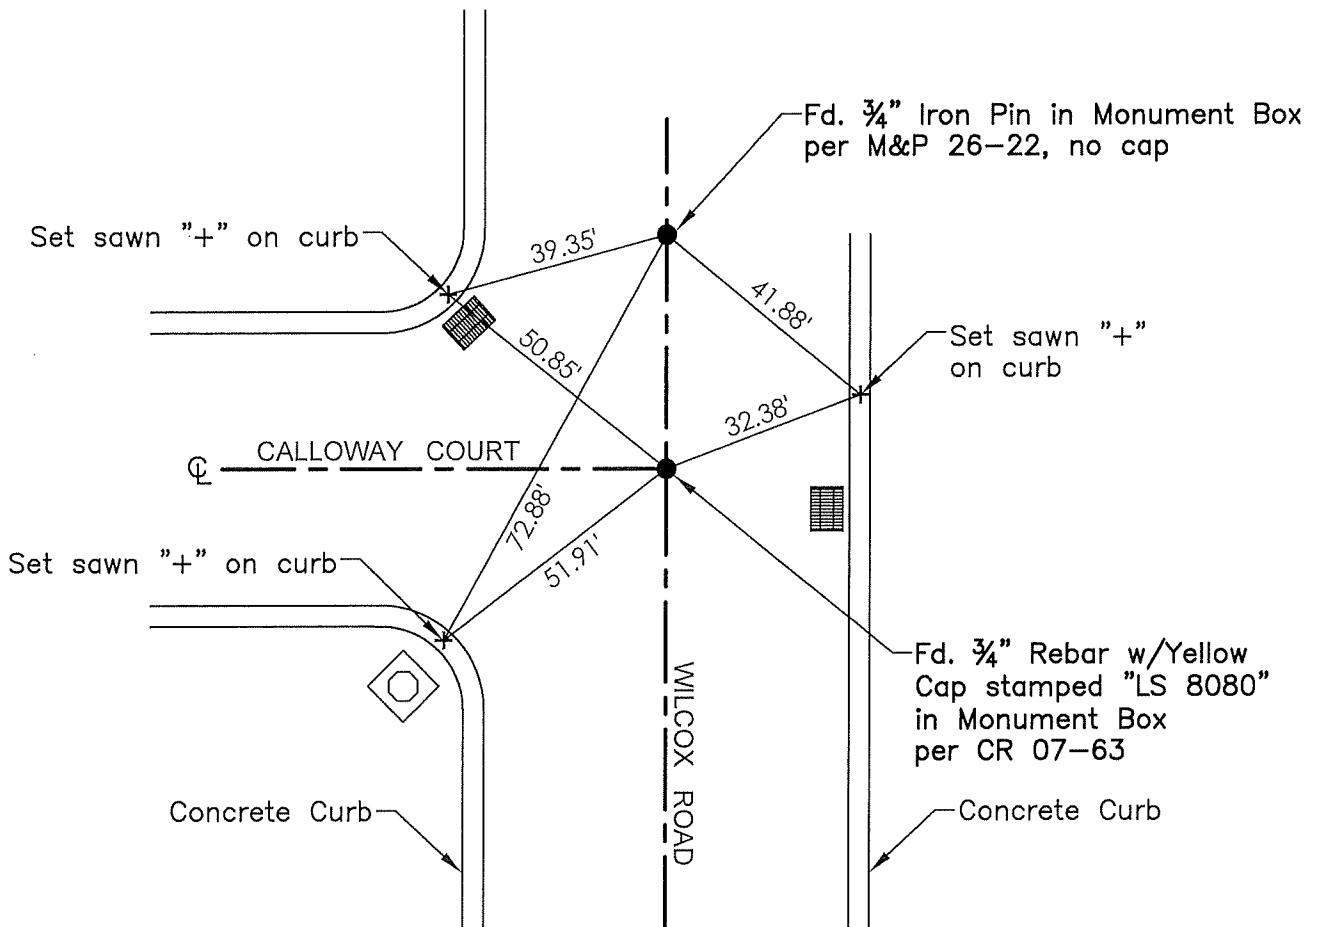 Fd. ¾" Iron Pin in Monument Box
per M&P 26-22, no cap
Set sawn "+" on curb
39.35'
41.88'
50.85'
Set sawn "+"
on curb
32.38'
℄ CALLOWAY COURT
72.88'
51.91'
Set sawn "+" on curb
Fd. ¾" Rebar w/Yellow
Cap stamped "LS 8080"
in Monument Box
per CR 07-63
WILCOX ROAD
Concrete Curb
Concrete Curb